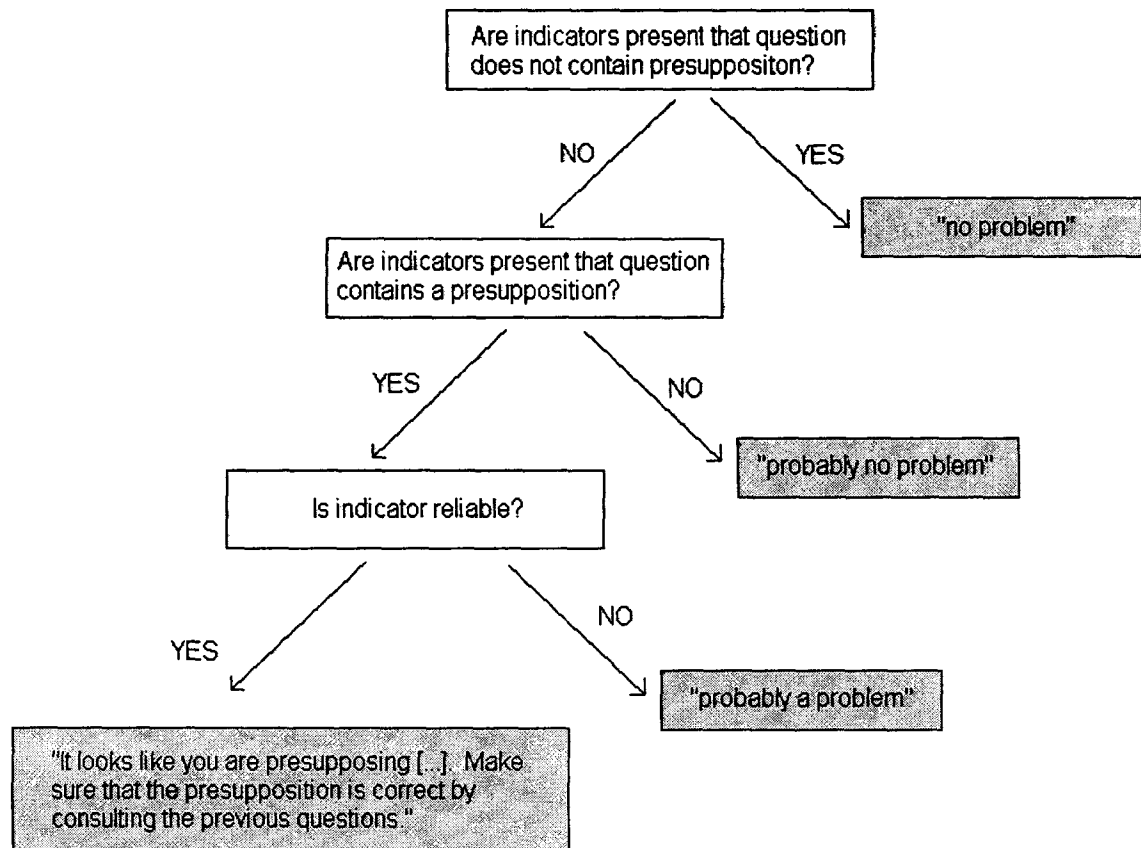 Are indicators present that question
does not contain presuppositon?
NO
YES
"no problem"
Are indicators present that question
contains a presupposition?
YES
NO
"probably no problem"
Is indicator reliable?
YES
NO
"probably a problem"
"It looks like you are presupposing [...]. Make
sure that the presupposition is correct by
consulting the previous questions."